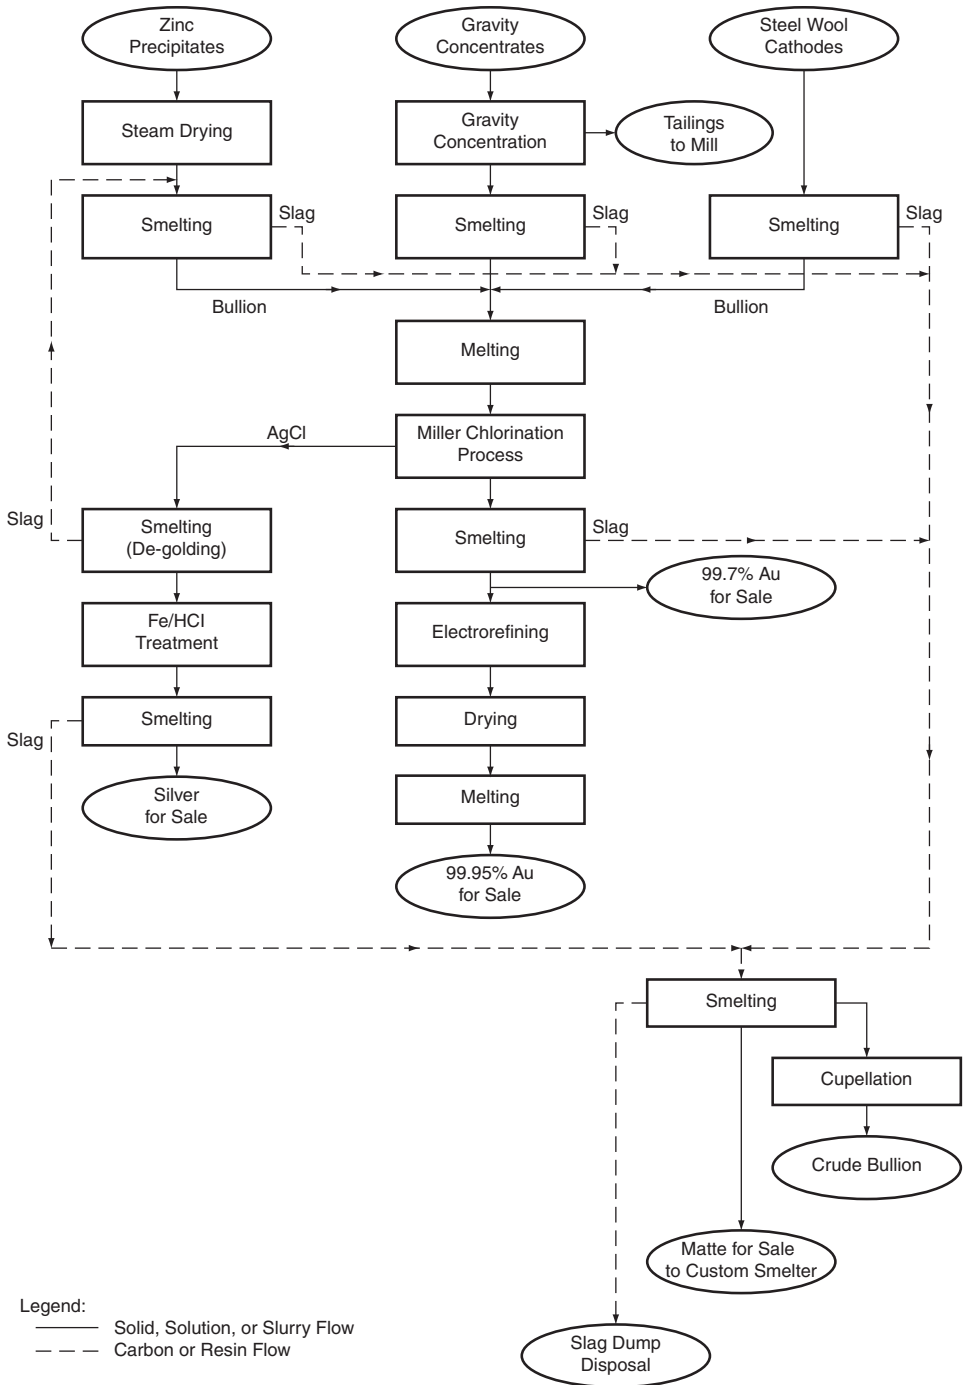 Zinc
Precipitates
Gravity
Concentrates
Steel Wool
Cathodes
Steam Drying
Gravity
Concentration
Tailings
to Mill
Smelting
Slag
Smelting
Slag
Smelting
Slag
Bullion
Bullion
Melting
AgCl
Miller Chlorination
Process
Slag
Smelting
(De-golding)
Smelting
Slag
99.7% Au
for Sale
Fe/HCl
Treatment
Electrorefining
Slag
Smelting
Drying
Silver
for Sale
Melting
99.95% Au
for Sale
Smelting
Cupellation
Crude Bullion
Matte for Sale
to Custom Smelter
Slag Dump
Disposal
Legend:
Solid, Solution, or Slurry Flow
Carbon or Resin Flow